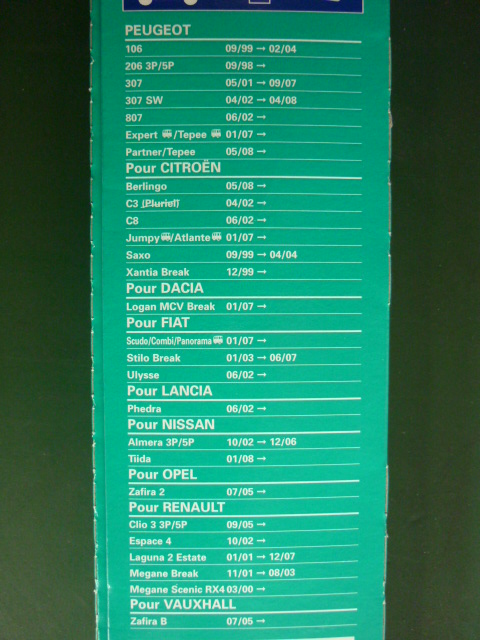 PEUGEOT
106 09/99 → 02/04
206 3P/5P 09/98 →
307 05/01 → 09/07
307 SW 04/02 → 04/08
807 06/02 →
Expert /Tepee 01/07 →
Partner/Tepee 05/08 →
Pour CITROËN
Berlingo 05/08 →
C3 (Pluriel) 04/02 →
C8 06/02 →
Jumpy /Atlante 01/07 →
Saxo 09/99 → 04/04
Xantia Break 12/99 →
Pour DACIA
Logan MCV Break 01/07 →
Pour FIAT
Scudo/Combi/Panorama 01/07 →
Stilo Break 01/03 → 06/07
Ulysse 06/02 →
Pour LANCIA
Phedra 06/02 →
Pour NISSAN
Almera 3P/5P 10/02 → 12/06
Tiida 01/08 →
Pour OPEL
Zafira 2 07/05 →
Pour RENAULT
Clio 3 3P/5P 09/05 →
Espace 4 10/02 →
Laguna 2 Estate 01/01 → 12/07
Megane Break 11/01 → 08/03
Megane Scenic RX4 03/00 →
Pour VAUXHALL
Zafira B 07/05 →